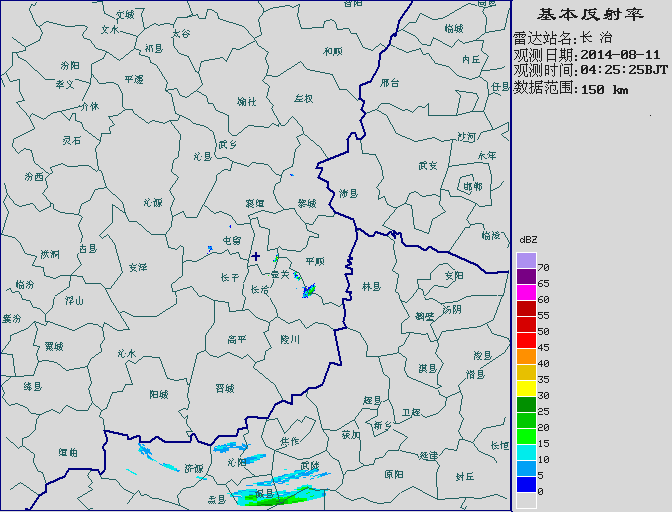 基本反射率
雷达站名:长 治
观测日期:2014-08-11
观测时间:04:25:25BJT
数据范围:150 km
dBZ
70
65
60
55
50
45
40
35
30
25
20
15
10
5
0
文城
太谷
文水
祁县
和顺
临城
内丘
汾阳
平遥
孝义
邢台
任县
介休
榆社
左权
灵石
武乡
沁县
沙河
永年
武安
汾西
邯郸
沁源
襄垣
黎城
涉县
屯留
临漳
洪洞
古县
安泽
平顺
壶关
长子
长治
林县
安阳
临汾
浮山
汤阴
鹤壁
襄汾
翼城
沁水
高平
陵川
浚县
淇县
滑县
绛县
阳城
晋城
辉县
卫辉
新乡
获加
焦作
长垣
垣曲
济源
沁阳
武陟
延津
原阳
封丘
孟县
温县